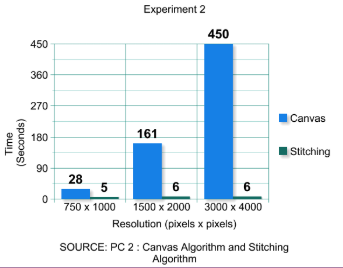 Experiment 2
450
450
360
270
180
90
0
Time
(Seconds)
161
28
5
6
6
Canvas
Stitching
750 x 1000
1500 x 2000
3000 x 4000
Resolution (pixels x pixels)
SOURCE: PC 2 : Canvas Algorithm and Stitching
Algorithm